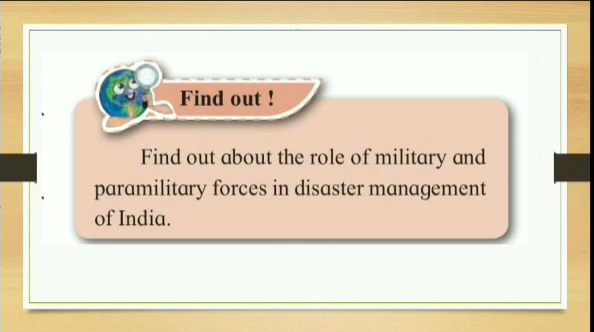 Find out !
Find out about the role of military and
paramilitary forces in disaster management
of India.